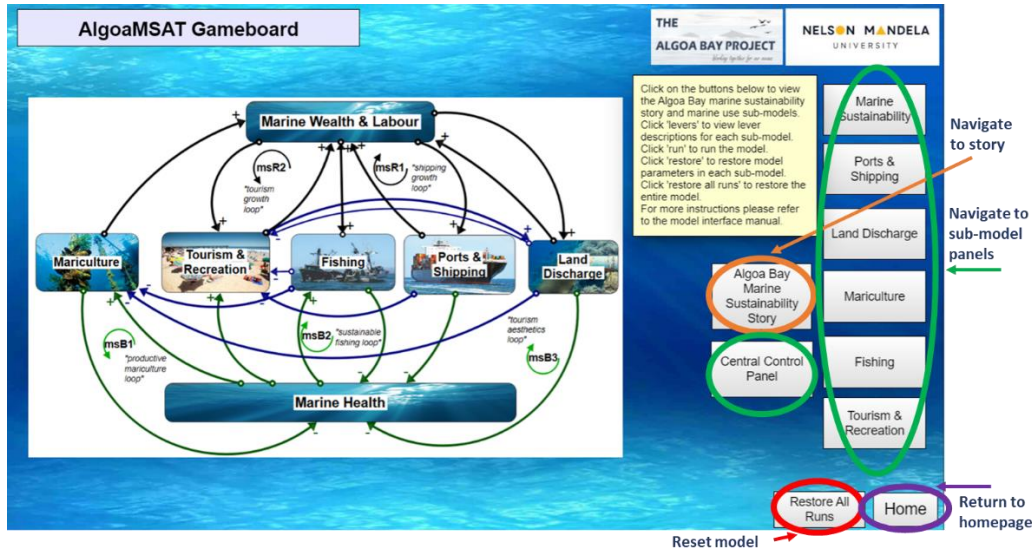 AlgoaMSAT Gameboard
THE
ALGOA BAY PROJECT
Working together for our ocean
NELSON MANDELA
UNIVERSITY
Click on the buttons below to view
the Algoa Bay marine sustainability
story and marine use sub-models.
Click 'levers' to view lever
descriptions for each sub-model.
Click 'run' to run the model.
Click 'restore' to restore model
parameters in each sub-model.
Click 'restore all runs' to restore the
entire model.
For more instructions please refer
to the model interface manual.
Marine Wealth & Labour
msR2
"tourism
growth
loop"
msR1
"shipping
growth
loop"
Mariculture
Tourism &
Recreation
Fishing
Ports &
Shipping
Land
Discharge
msB1
"productive
mariculture
loop"
msB2
"sustainable
fishing loop"
"tourism
aesthetics
loop"
msB3
Marine Health
Marine
Sustainability
Ports &
Shipping
Land Discharge
Mariculture
Fishing
Tourism &
Recreation
Algoa Bay
Marine
Sustainability
Story
Central Control
Panel
Restore All
Runs
Home
Navigate
to story
Navigate to
sub-model
panels
Return to
homepage
Reset model